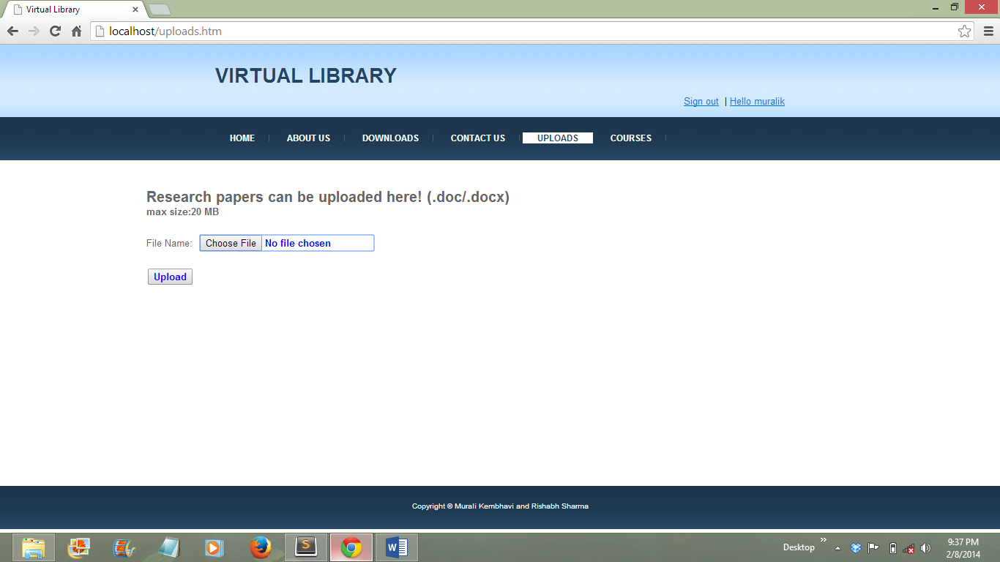 Virtual Library
localhost/uploads.htm
VIRTUAL LIBRARY
Sign out | Hello muralik
HOME ABOUT US DOWNLOADS CONTACT US UPLOADS COURSES
Research papers can be uploaded here! (.doc/.docx)
max size:20 MB
File Name: Choose File No file chosen
Upload
Copyright © Murali Kembhavi and Rishabh Sharma
Desktop
9:37 PM
2/8/2014